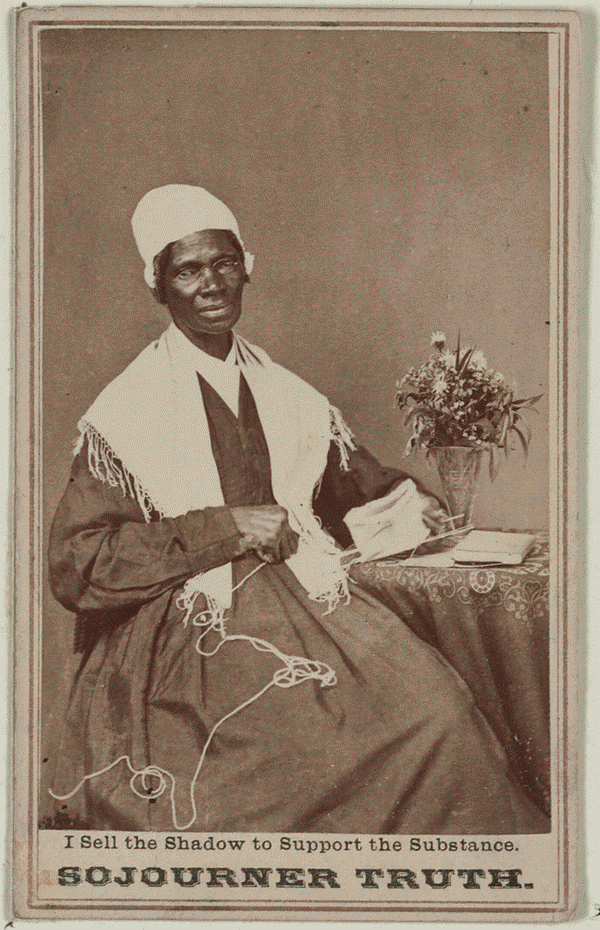 I Sell the Shadow to Support the Substance.
SOJOURNER TRUTH.